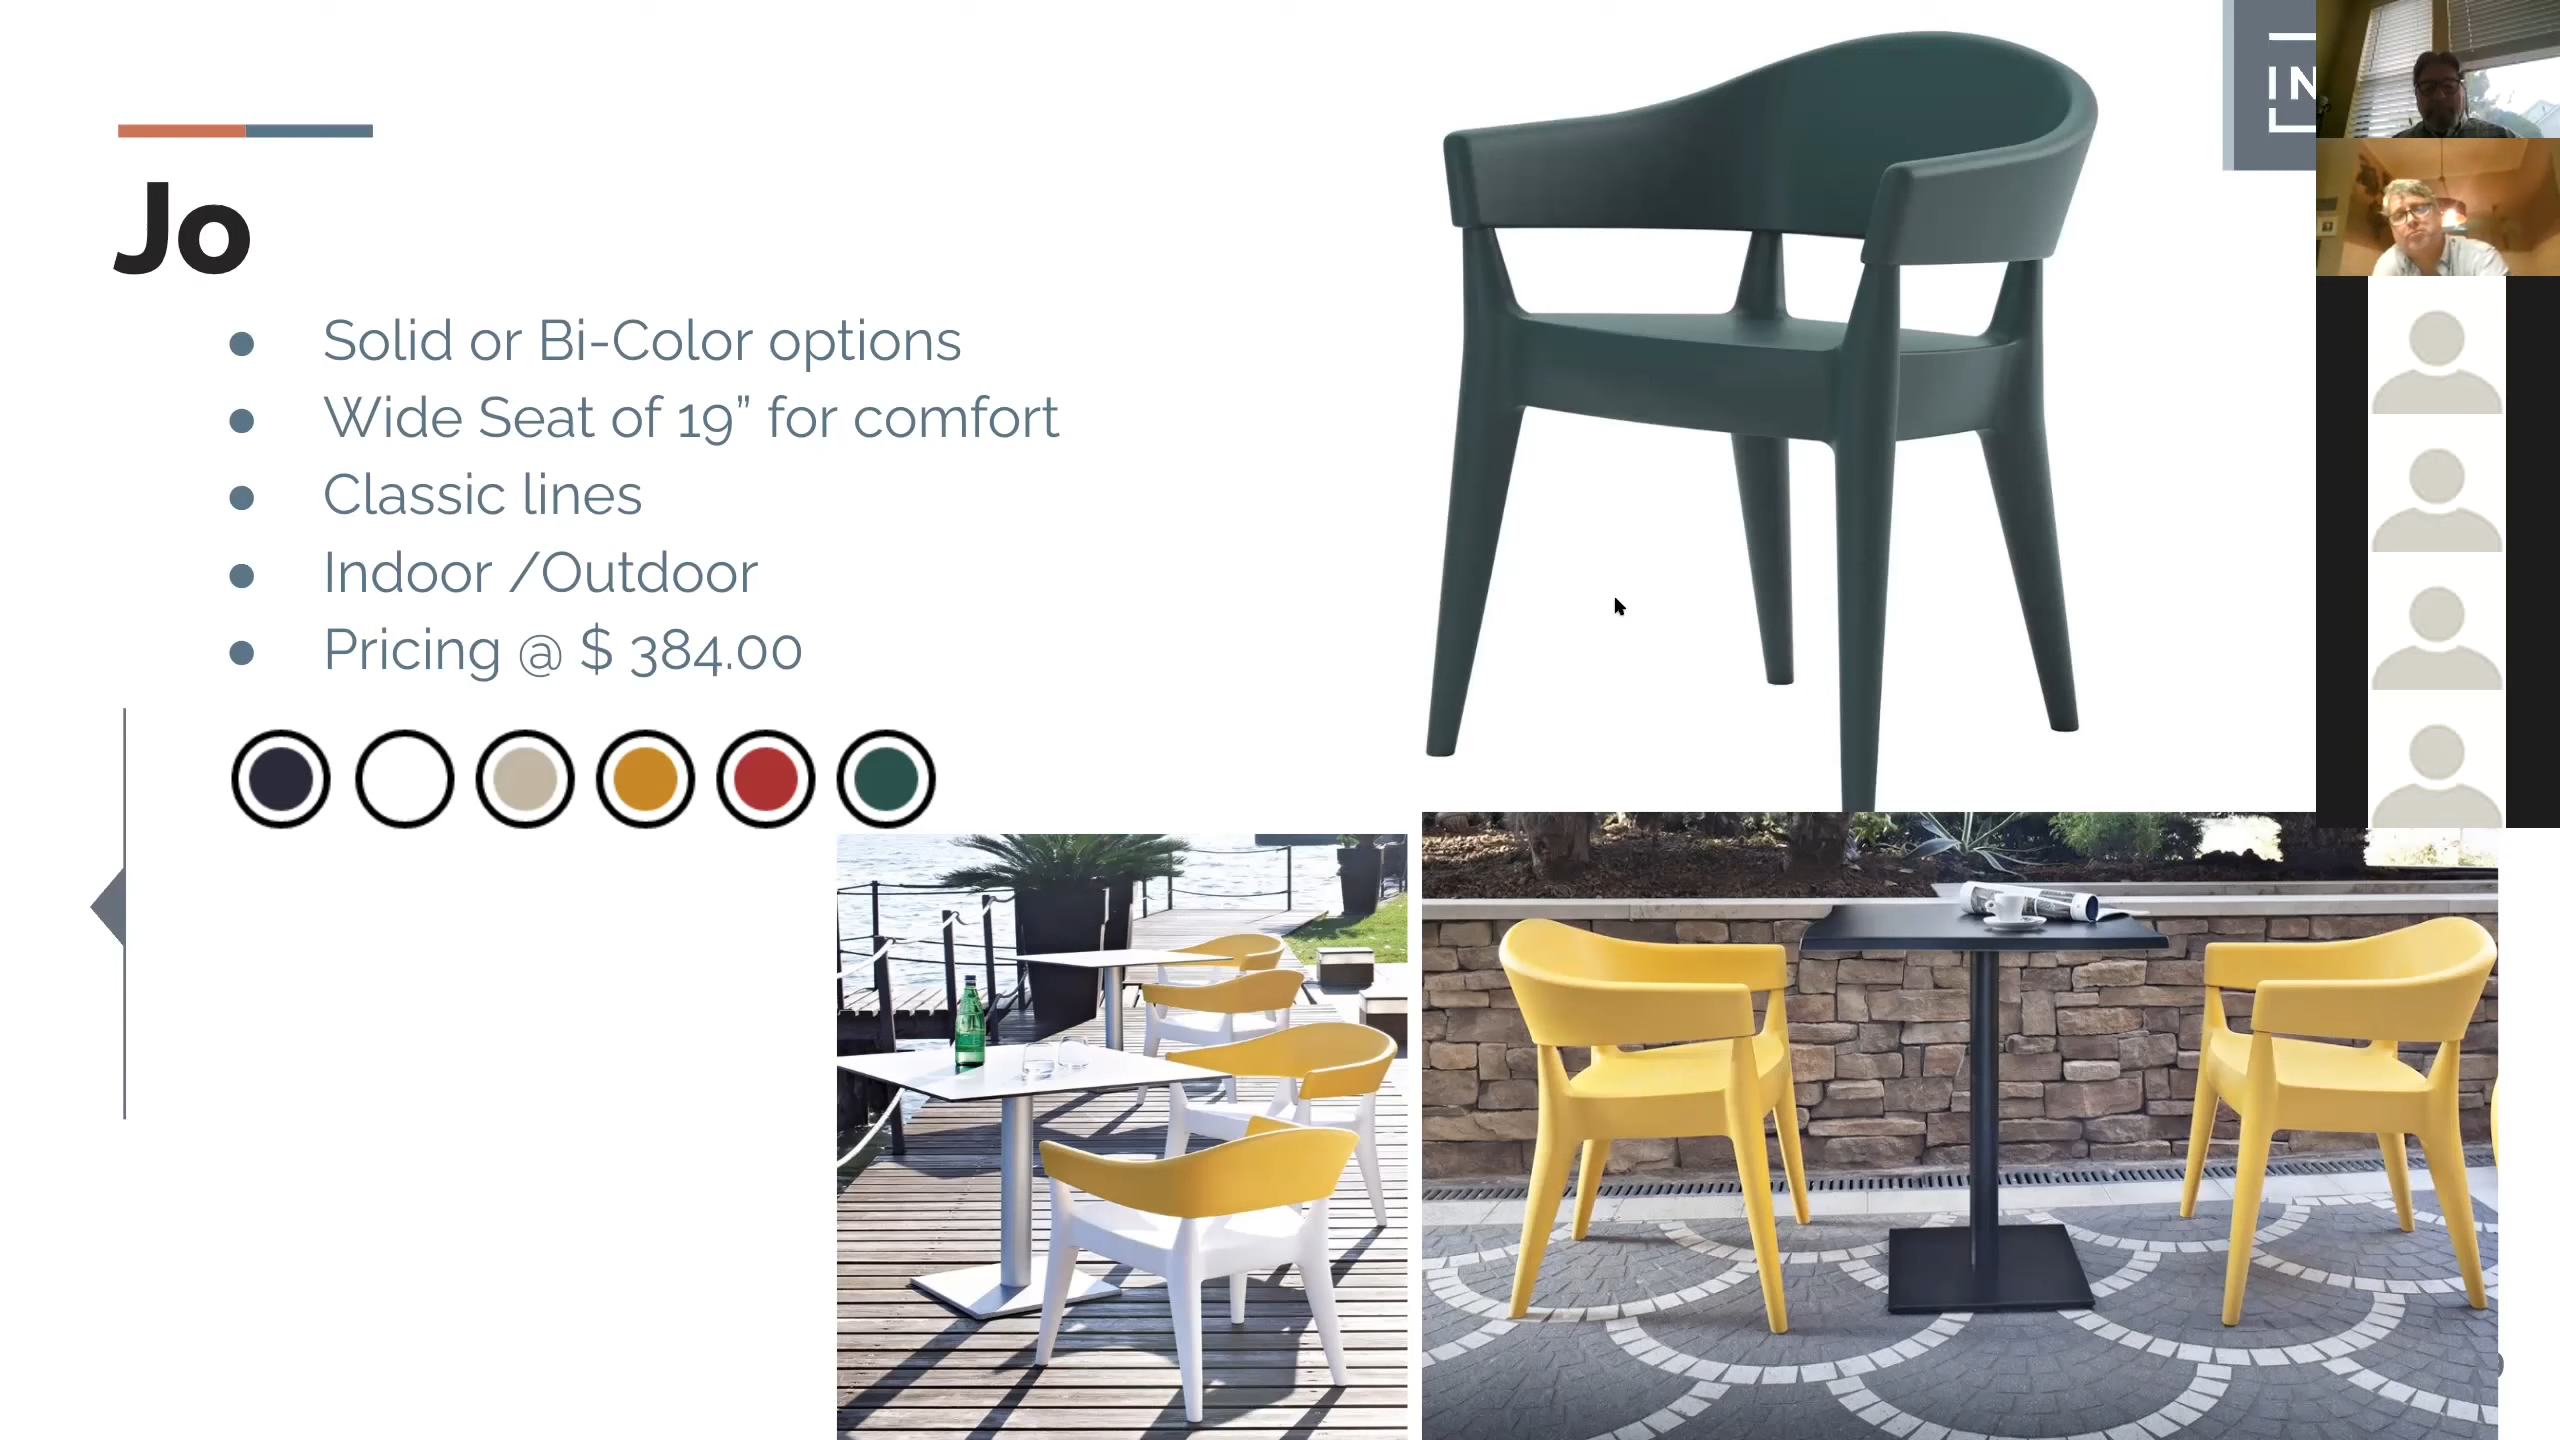 Jo
Solid or Bi-Color options
Wide Seat of 19” for comfort
Classic lines
Indoor /Outdoor
Pricing @ $ 384.00